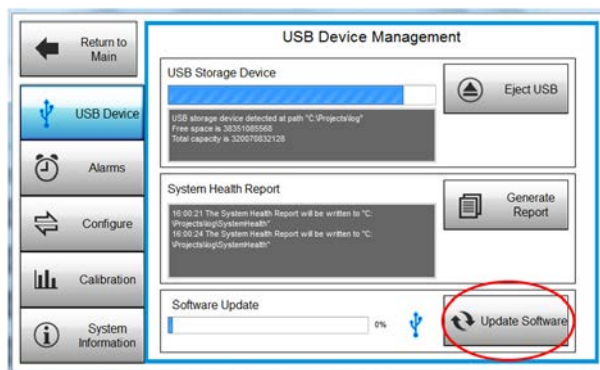 Return to
Main
USB Device
Alarms
Configure
Calibration
System
Information
USB Device Management
USB Storage Device
USB storage device detected at path "C:\Projects\log"
Free space is 38351085568
Total capacity is 320070832128
Eject USB
System Health Report
16:00:21 The System Health Report will be written to "C:
\Projects\log\SystemHealth"
16:00:24 The System Health Report will be written to "C:
\Projects\log\SystemHealth"
Generate
Report
Software Update
0%
Update Software